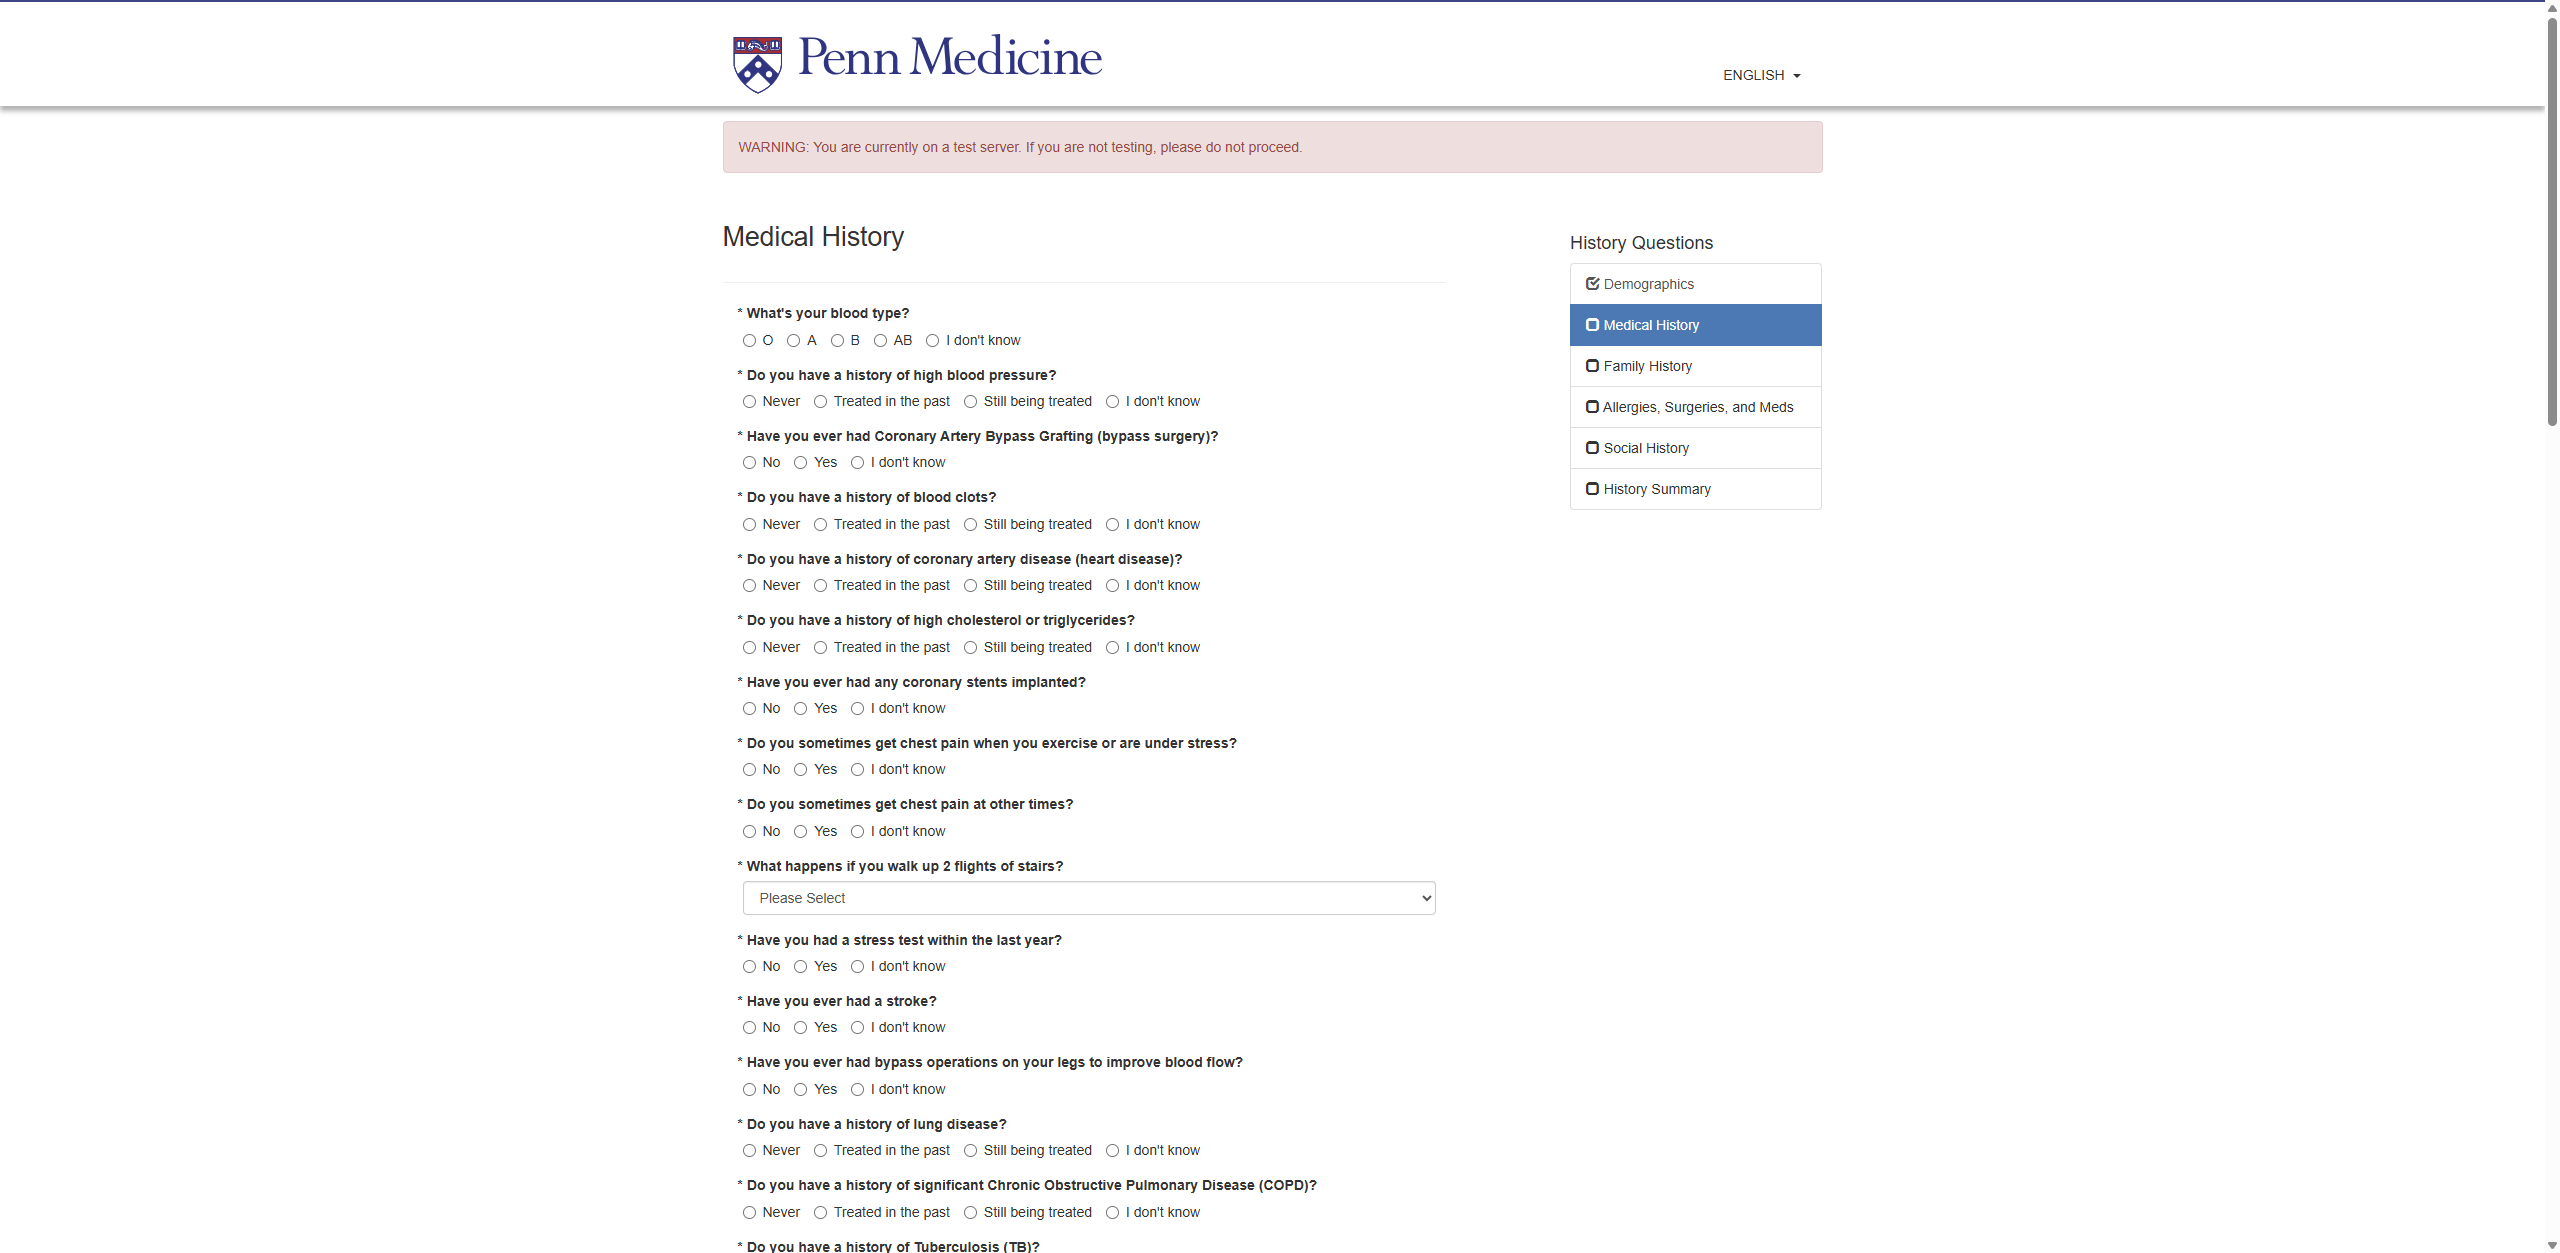 Penn Medicine
ENGLISH
WARNING: You are currently on a test server. If you are not testing, please do not proceed.
Medical History
* What's your blood type?
O A B AB I don't know
* Do you have a history of high blood pressure?
Never Treated in the past Still being treated I don't know
* Have you ever had Coronary Artery Bypass Grafting (bypass surgery)?
No Yes I don't know
* Do you have a history of blood clots?
Never Treated in the past Still being treated I don't know
* Do you have a history of coronary artery disease (heart disease)?
Never Treated in the past Still being treated I don't know
* Do you have a history of high cholesterol or triglycerides?
Never Treated in the past Still being treated I don't know
* Have you ever had any coronary stents implanted?
No Yes I don't know
* Do you sometimes get chest pain when you exercise or are under stress?
No Yes I don't know
* Do you sometimes get chest pain at other times?
No Yes I don't know
* What happens if you walk up 2 flights of stairs?
Please Select
* Have you had a stress test within the last year?
No Yes I don't know
* Have you ever had a stroke?
No Yes I don't know
* Have you ever had bypass operations on your legs to improve blood flow?
No Yes I don't know
* Do you have a history of lung disease?
Never Treated in the past Still being treated I don't know
* Do you have a history of significant Chronic Obstructive Pulmonary Disease (COPD)?
Never Treated in the past Still being treated I don't know
* Do you have a history of Tuberculosis (TB)?
History Questions
Demographics
Medical History
Family History
Allergies, Surgeries, and Meds
Social History
History Summary